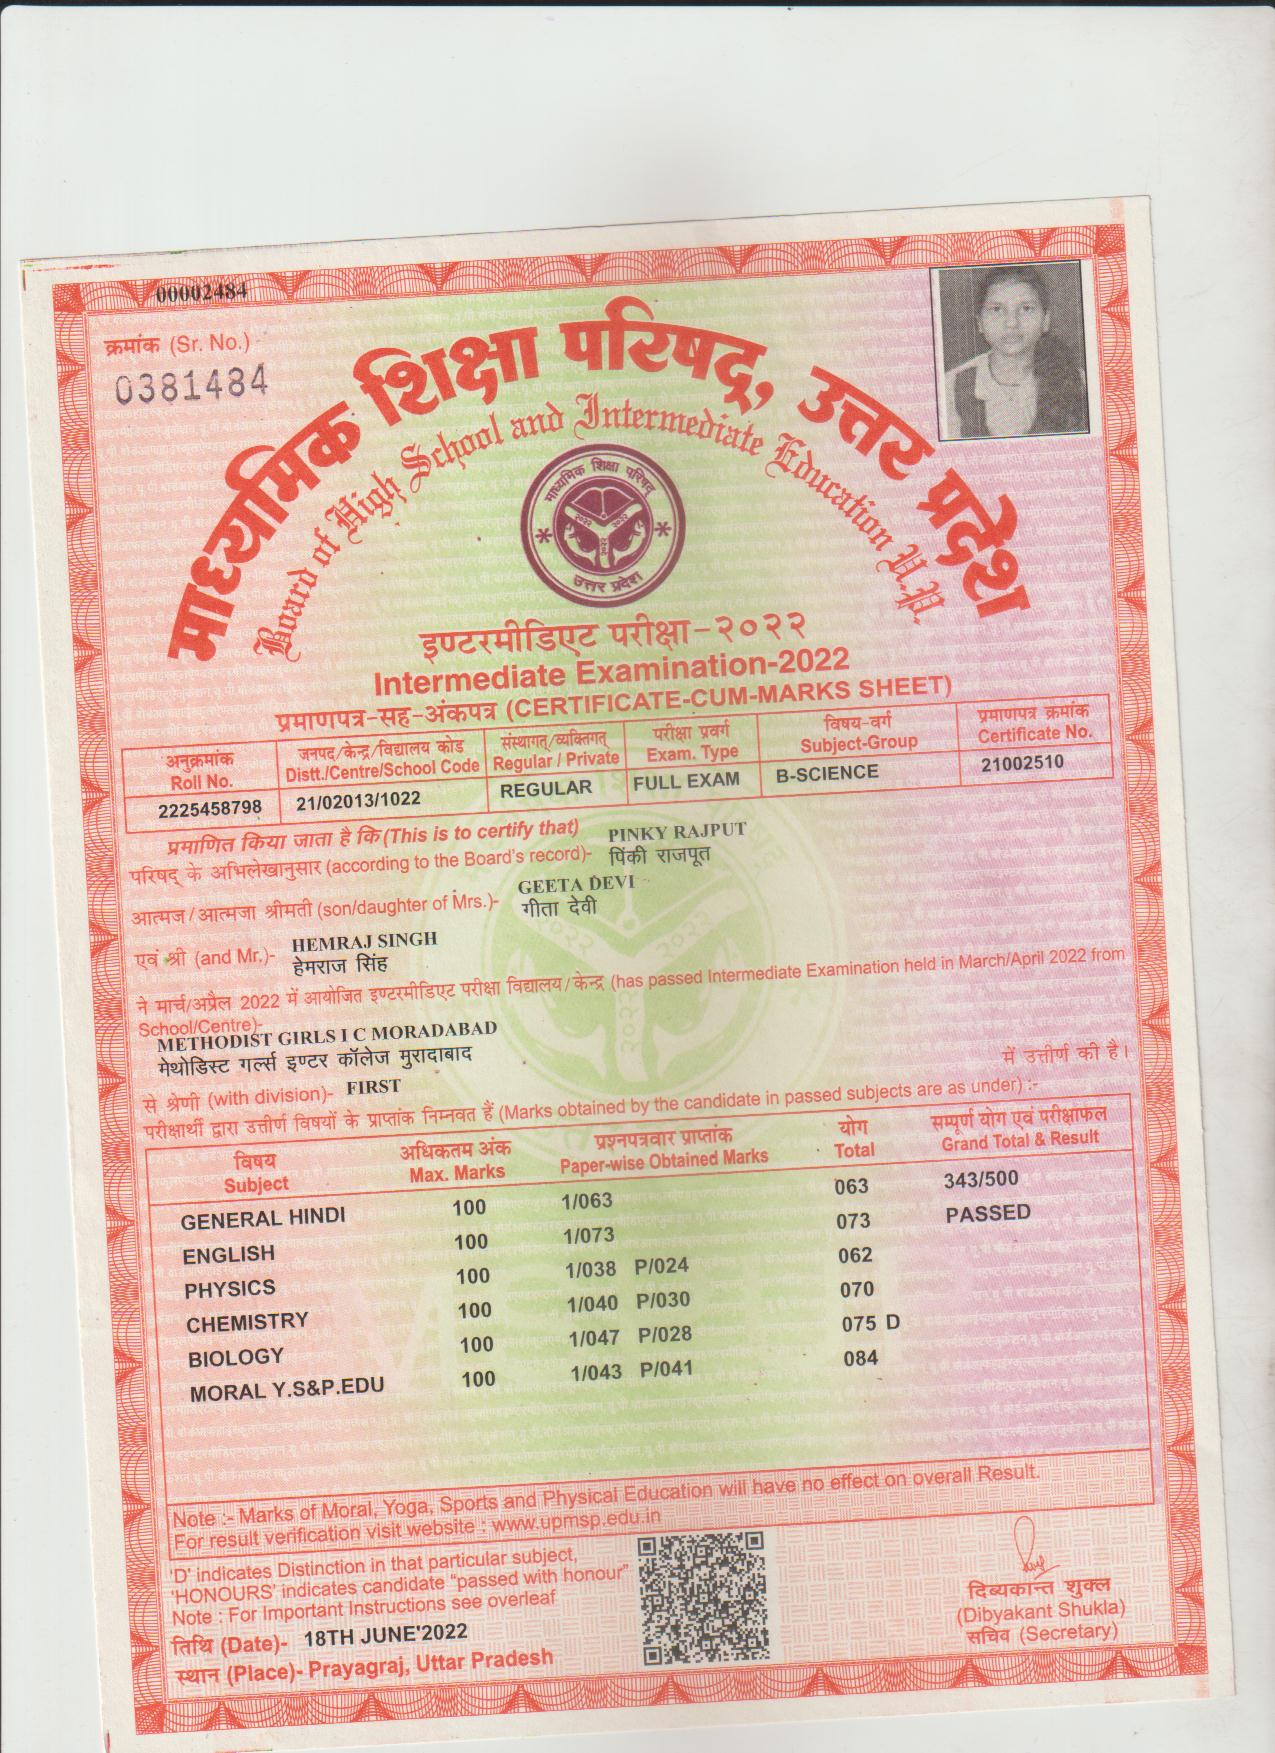 00002484
क्रमांक (Sr. No.)
0381484
माध्यमिक शिक्षा परिषद्, उत्तर प्रदेश
Board of High School and Intermediate Education U.P.
माध्यमिक शिक्षा परिषद्
उत्तर प्रदेश
इण्टरमीडिएट परीक्षा-२०२२
Intermediate Examination-2022
प्रमाणपत्र-सह-अंकपत्र (CERTIFICATE-CUM-MARKS SHEET)
अनुक्रमांक जनपद/केन्द्र/विद्यालय कोड संस्थागत्/व्यक्तिगत् परीक्षा प्रवर्ग विषय-वर्ग प्रमाणपत्र क्रमांक
Roll No. Distt./Centre/School Code Regular / Private Exam. Type Subject-Group Certificate No.
2225458798 21/02013/1022 REGULAR FULL EXAM B-SCIENCE 21002510
प्रमाणित किया जाता है कि (This is to certify that) PINKY RAJPUT
परिषद् के अभिलेखानुसार (according to the Board's record)- पिंकी राजपूत
GEETA DEVI
आत्मज/आत्मजा श्रीमती (son/daughter of Mrs.)- गीता देवी
HEMRAJ SINGH
एवं श्री (and Mr.)- हेमराज सिंह
ने मार्च/अप्रैल 2022 में आयोजित इण्टरमीडिएट परीक्षा विद्यालय/केन्द्र (has passed Intermediate Examination held in March/April 2022 from
School/Centre)-
METHODIST GIRLS I C MORADABAD
मेथोडिस्ट गर्ल्स इण्टर कॉलेज मुरादाबाद में उत्तीर्ण की है।
से श्रेणी (with division)- FIRST
परीक्षार्थी द्वारा उत्तीर्ण विषयों के प्राप्तांक निम्नवत हैं (Marks obtained by the candidate in passed subjects are as under) :-
विषय अधिकतम अंक प्रश्नपत्रवार प्राप्तांक योग सम्पूर्ण योग एवं परीक्षाफल
Subject Max. Marks Paper-wise Obtained Marks Total Grand Total & Result
GENERAL HINDI 100 1/063 063 343/500
ENGLISH 100 1/073 073 PASSED
PHYSICS 100 1/038 P/024 062
CHEMISTRY 100 1/040 P/030 070
BIOLOGY 100 1/047 P/028 075 D
MORAL Y.S&P.EDU 100 1/043 P/041 084
Note :- Marks of Moral, Yoga, Sports and Physical Education will have no effect on overall Result.
For result verification visit website : www.upmsp.edu.in
'D' indicates Distinction in that particular subject,
'HONOURS' indicates candidate "passed with honour"
Note : For Important Instructions see overleaf
तिथि (Date)- 18TH JUNE'2022
स्थान (Place)- Prayagraj, Uttar Pradesh
दिव्यकान्त शुक्ल
(Dibyakant Shukla)
सचिव (Secretary)